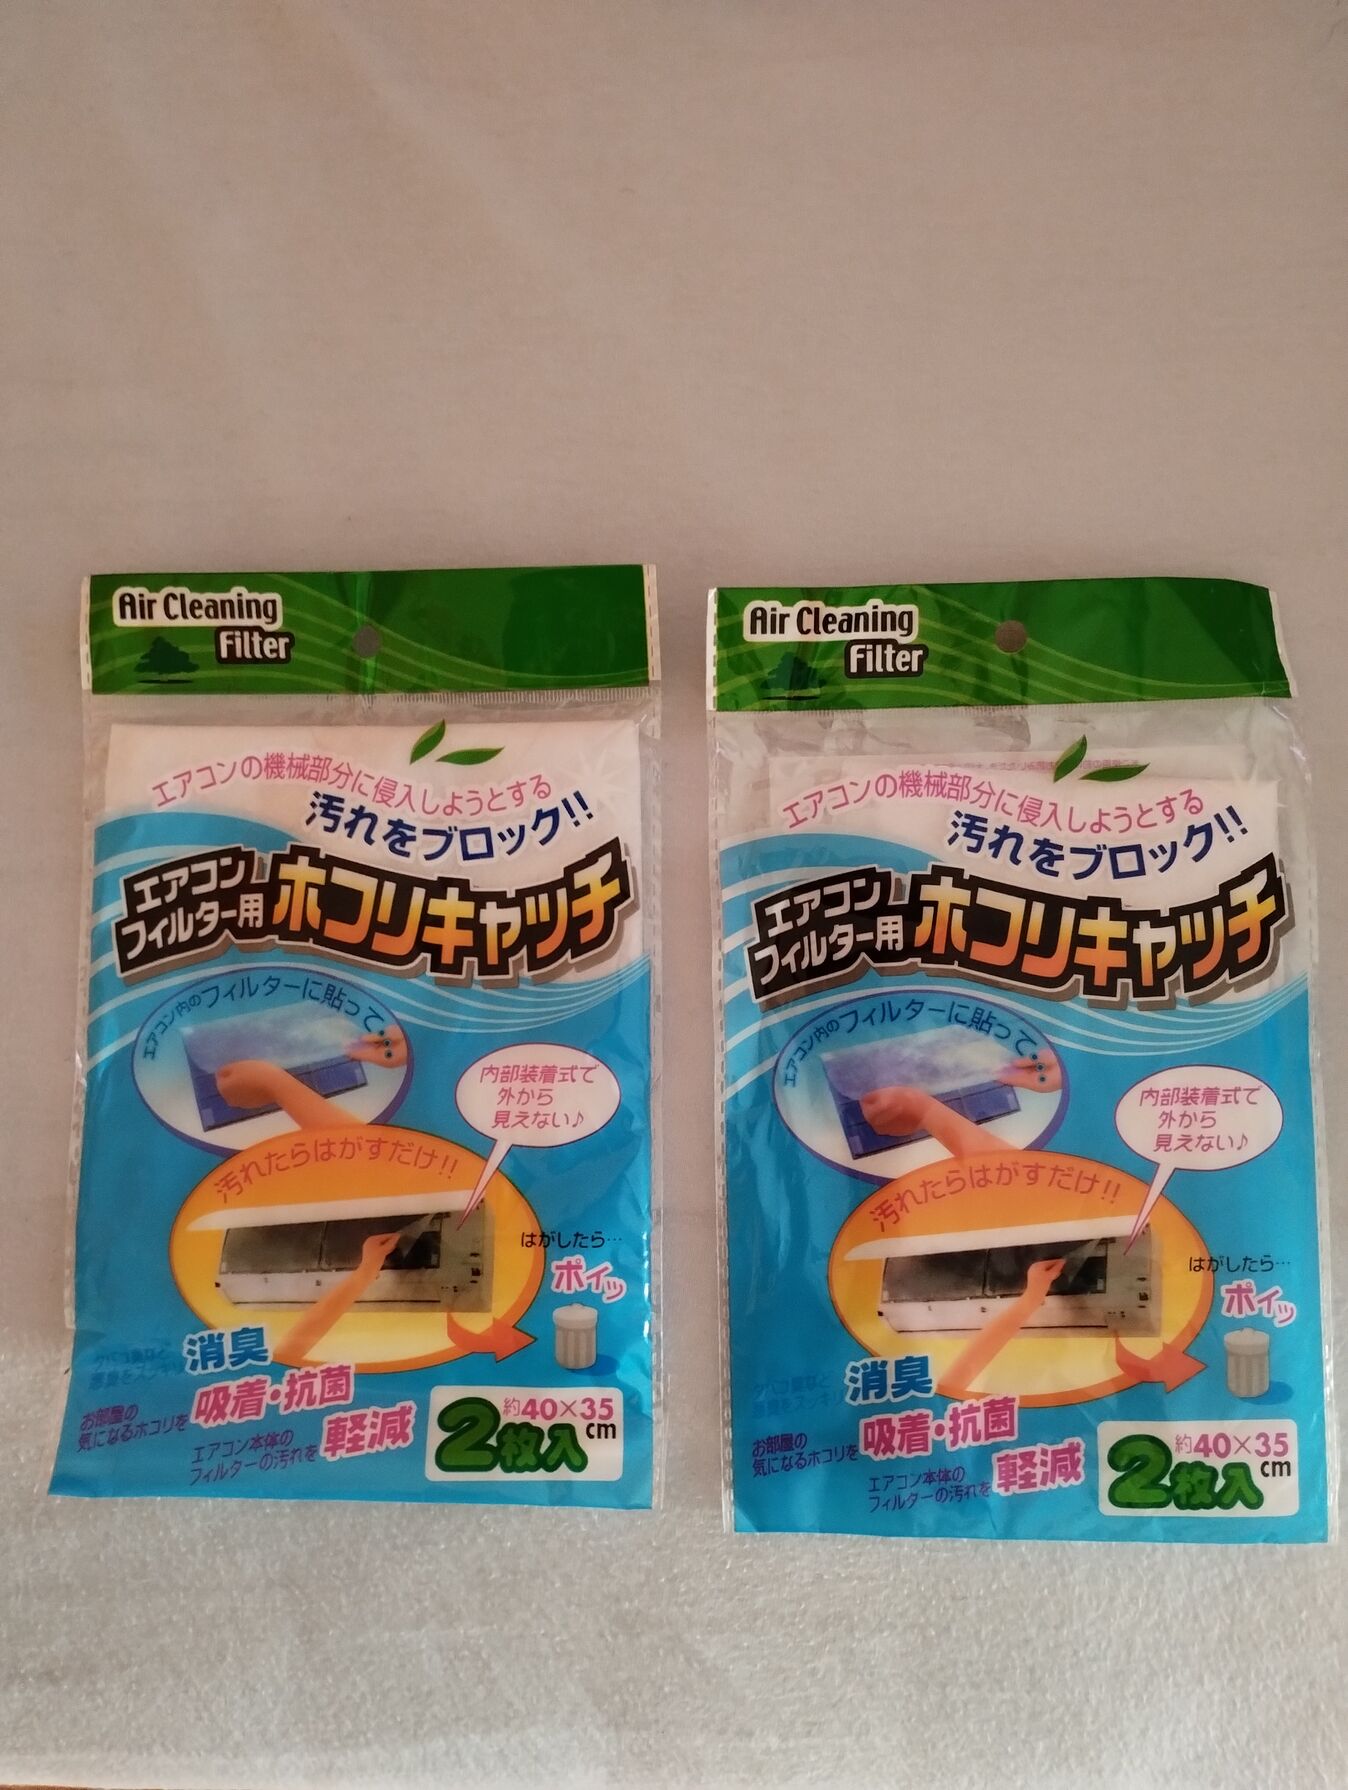 Air Cleaning
Filter
エアコンの機械部分に侵入しようとする
汚れをブロック!!
エアコン
フィルター用
ホコリキャッチ
エアコン内のフィルターに貼って…
内部装着式で
外から
見えない♪
汚れたらはがすだけ!!
はがしたら…
ポイッ
消臭
お部屋の
気になるホコリを
吸着・抗菌
エアコン本体の
フィルターの汚れを
軽減
約40×35
cm
2枚入
Air Cleaning
Filter
エアコンの機械部分に侵入しようとする
汚れをブロック!!
エアコン
フィルター用
ホコリキャッチ
エアコン内のフィルターに貼って…
内部装着式で
外から
見えない♪
汚れたらはがすだけ!!
はがしたら…
ポイッ
タバコ臭など
消臭
お部屋の
気になるホコリを
吸着・抗菌
エアコン本体の
フィルターの汚れを
軽減
約40×35
cm
2枚入